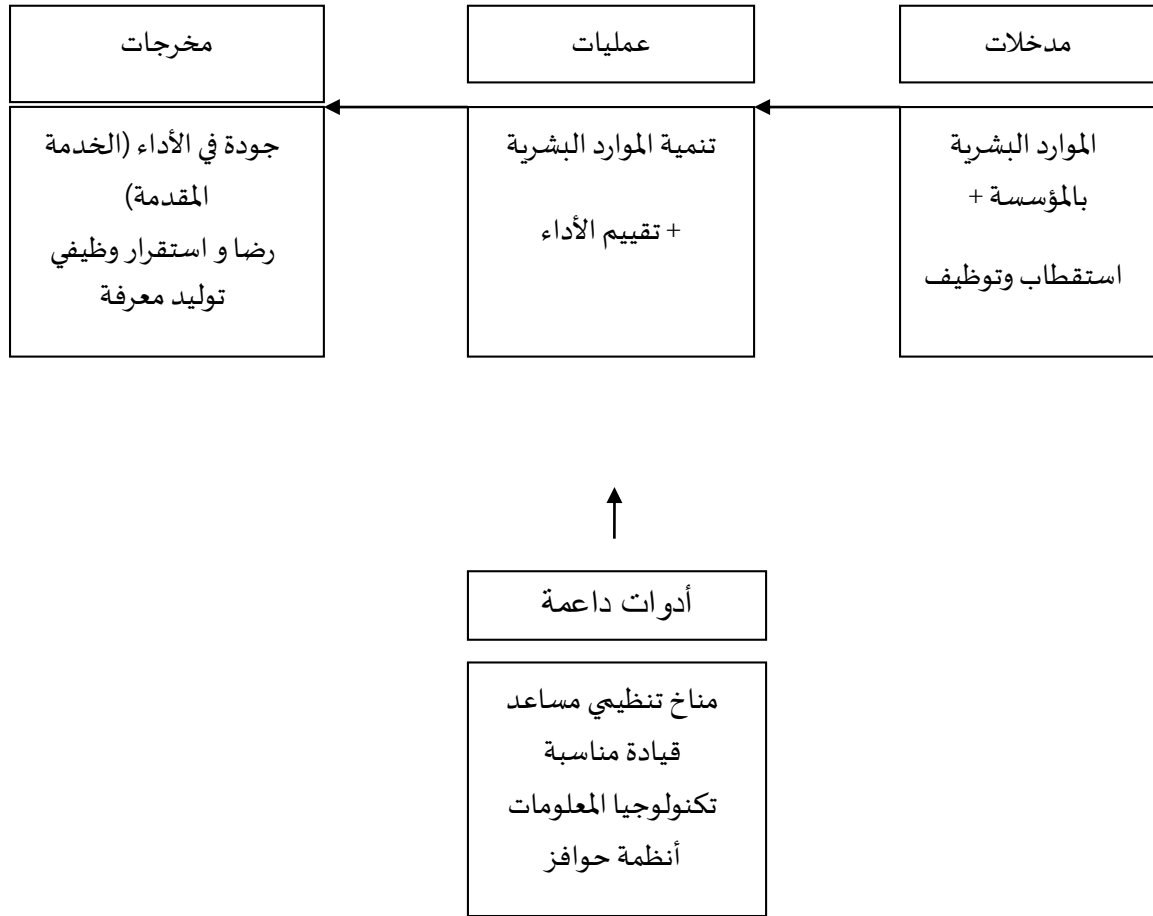 مدخلات
الموارد البشرية
بالمؤسسة +
استقطاب وتوظيف
عمليات
تنمية الموارد البشرية
+ تقييم الأداء
مخرجات
جودة في الأداء (الخدمة
المقدمة)
رضا و استقرار وظيفي
توليد معرفة
أدوات داعمة
مناخ تنظيمي مساعد
قيادة مناسبة
تكنولوجيا المعلومات
أنظمة حوافز